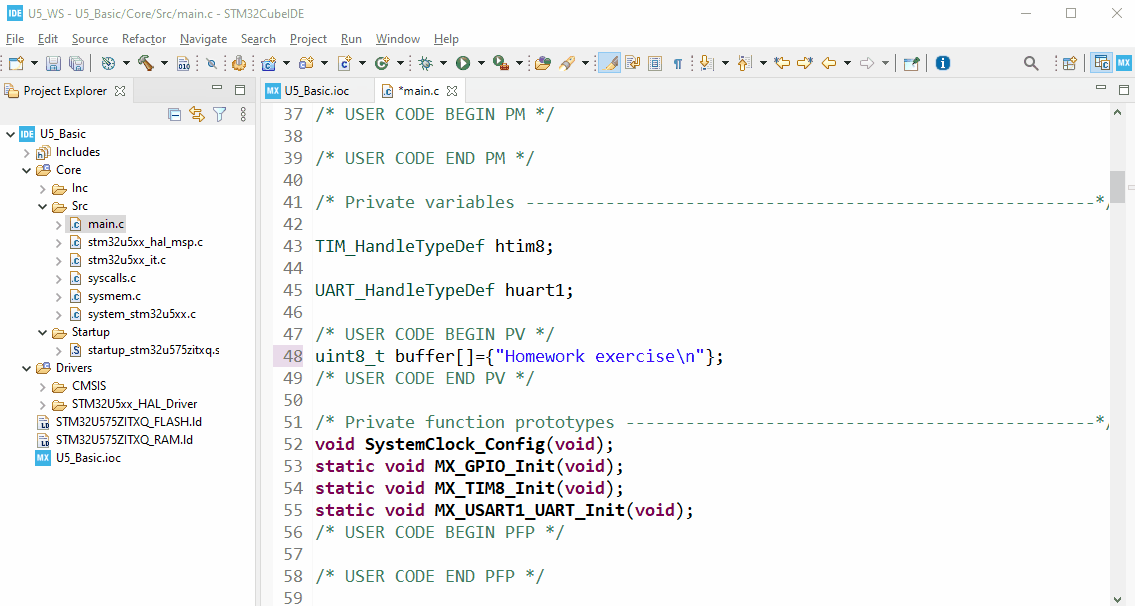 IDE U5_WS - U5_Basic/Core/Src/main.c - STM32CubeIDE
File Edit Source Refactor Navigate Search Project Run Window Help
Project Explorer
IDE U5_Basic
Includes
Core
Inc
Src
main.c
stm32u5xx_hal_msp.c
stm32u5xx_it.c
syscalls.c
sysmem.c
system_stm32u5xx.c
Startup
startup_stm32u575zitxq.s
Drivers
CMSIS
STM32U5xx_HAL_Driver
STM32U575ZITXQ_FLASH.ld
STM32U575ZITXQ_RAM.ld
MX U5_Basic.ioc
MX U5_Basic.ioc *main.c
37 /* USER CODE BEGIN PM */
38
39 /* USER CODE END PM */
40
41 /* Private variables ---------------------------------------------------------*/
42
43 TIM_HandleTypeDef htim8;
44
45 UART_HandleTypeDef huart1;
46
47 /* USER CODE BEGIN PV */
48 uint8_t buffer[]={"Homework exercise\n"};
49 /* USER CODE END PV */
50
51 /* Private function prototypes -----------------------------------------------*/
52 void SystemClock_Config(void);
53 static void MX_GPIO_Init(void);
54 static void MX_TIM8_Init(void);
55 static void MX_USART1_UART_Init(void);
56 /* USER CODE BEGIN PFP */
57
58 /* USER CODE END PFP */
59